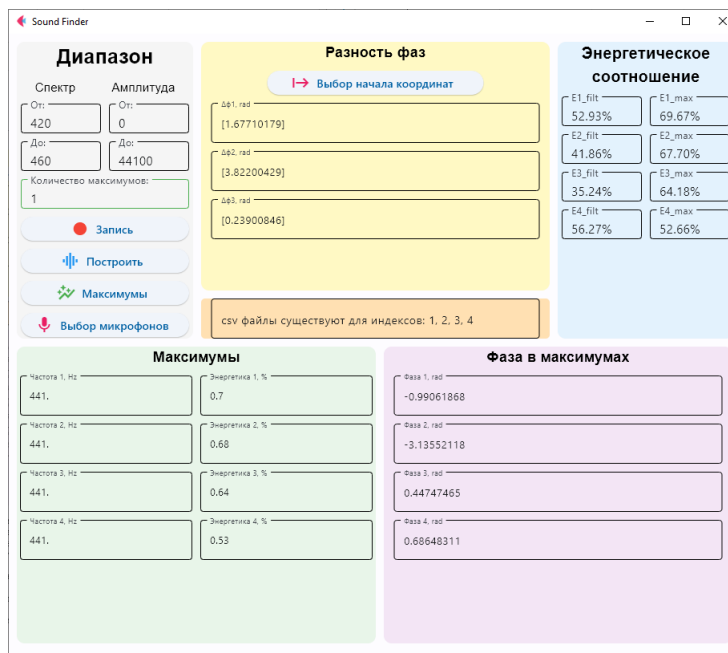 Sound Finder
Диапазон
Спектр Амплитуда
От: От:
420 0
До: До:
460 44100
Количество максимумов:
1
Запись
Построить
Максимумы
Выбор микрофонов
Разность фаз
Выбор начала координат
Δφ1, rad
[1.67710179]
Δφ2, rad
[3.82200429]
Δφ3, rad
[0.23900846]
csv файлы существуют для индексов: 1, 2, 3, 4
Энергетическое
соотношение
E1_filt E1_max
52.93% 69.67%
E2_filt E2_max
41.86% 67.70%
E3_filt E3_max
35.24% 64.18%
E4_filt E4_max
56.27% 52.66%
Максимумы
Частота 1, Hz Энергетика 1, %
441. 0.7
Частота 2, Hz Энергетика 2, %
441. 0.68
Частота 3, Hz Энергетика 3, %
441. 0.64
Частота 4, Hz Энергетика 4, %
441. 0.53
Фаза в максимумах
Фаза 1, rad
-0.99061868
Фаза 2, rad
-3.13552118
Фаза 3, rad
0.44747465
Фаза 4, rad
0.68648311